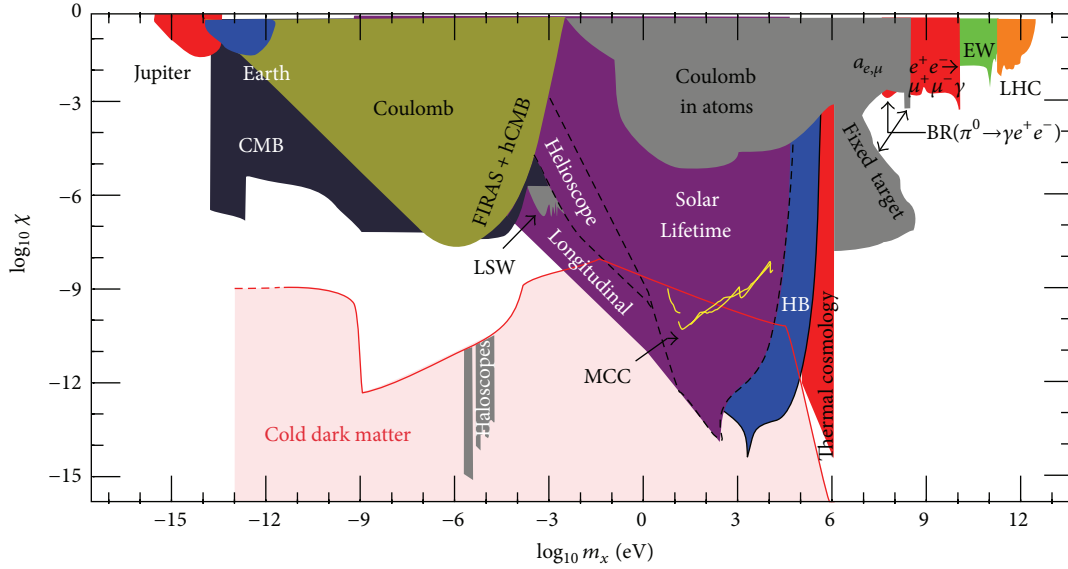 0
−3
−6
−9
−12
−15
log₁₀ χ
−15
−12
−9
−6
−3
0
3
6
9
12
log₁₀ mₓ (eV)
Jupiter
Earth
CMB
Coulomb
FIRAS + hCMB
LSW
Helioscope
Longitudinal
Coulomb
in atoms
Solar
Lifetime
MCC
HB
Thermal cosmology
Haloscopes
Cold dark matter
a_{e,μ}
e⁺e⁻→
μ⁺μ⁻γ
EW
LHC
BR(π⁰→γe⁺e⁻)
Fixed
target